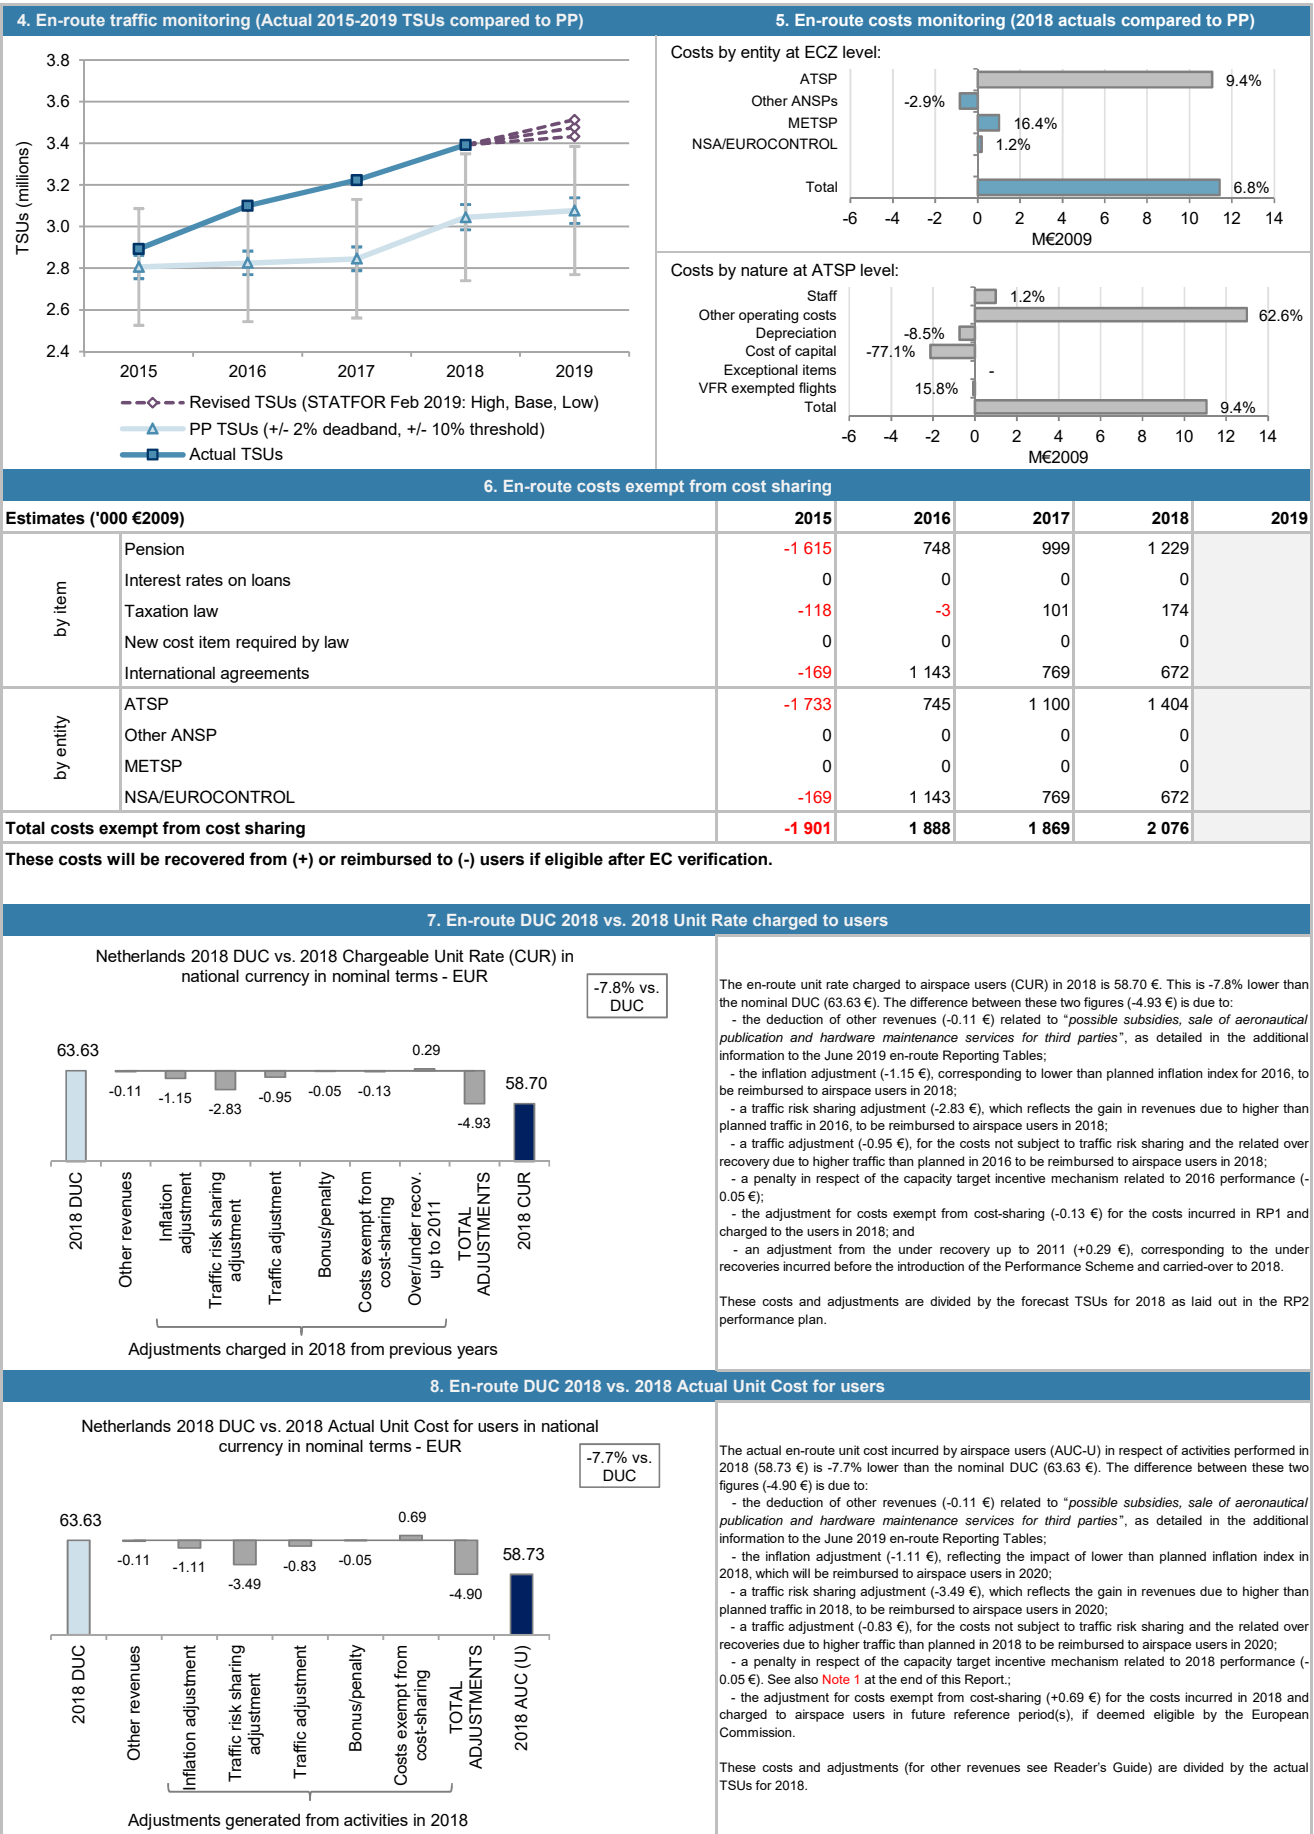 4. En-route traffic monitoring (Actual 2015-2019 TSUs compared to PP)
TSUs (millions)
3.8
3.6
3.4
3.2
3.0
2.8
2.6
2.4
2015 2016 2017 2018 2019
Revised TSUs (STATFOR Feb 2019: High, Base, Low)
PP TSUs (+/- 2% deadband, +/- 10% threshold)
Actual TSUs
5. En-route costs monitoring (2018 actuals compared to PP)
Costs by entity at ECZ level:
ATSP 9.4%
Other ANSPs -2.9%
METSP 16.4%
NSA/EUROCONTROL 1.2%
Total 6.8%
-6 -4 -2 0 2 4 6 8 10 12 14
M€2009
Costs by nature at ATSP level:
Staff 1.2%
Other operating costs 62.6%
Depreciation -8.5%
Cost of capital -77.1%
Exceptional items -
VFR exempted flights 15.8%
Total 9.4%
-6 -4 -2 0 2 4 6 8 10 12 14
M€2009
6. En-route costs exempt from cost sharing
Estimates ('000 €2009) 2015 2016 2017 2018 2019
by item
Pension -1 615 748 999 1 229
Interest rates on loans 0 0 0 0
Taxation law -118 -3 101 174
New cost item required by law 0 0 0 0
International agreements -169 1 143 769 672
by entity
ATSP -1 733 745 1 100 1 404
Other ANSP 0 0 0 0
METSP 0 0 0 0
NSA/EUROCONTROL -169 1 143 769 672
Total costs exempt from cost sharing -1 901 1 888 1 869 2 076
These costs will be recovered from (+) or reimbursed to (-) users if eligible after EC verification.
7. En-route DUC 2018 vs. 2018 Unit Rate charged to users
Netherlands 2018 DUC vs. 2018 Chargeable Unit Rate (CUR) in
national currency in nominal terms - EUR
-7.8% vs.
DUC
63.63
-0.11
-1.15
-2.83
-0.95
-0.05
-0.13
0.29
-4.93
58.70
2018 DUC
Other revenues
Inflation
adjustment
Traffic risk sharing
adjustment
Traffic adjustment
Bonus/penalty
Costs exempt from
cost-sharing
Over/under recov.
up to 2011
TOTAL
ADJUSTMENTS
2018 CUR
Adjustments charged in 2018 from previous years
The en-route unit rate charged to airspace users (CUR) in 2018 is 58.70 €. This is -7.8% lower than
the nominal DUC (63.63 €). The difference between these two figures (-4.93 €) is due to:
- the deduction of other revenues (-0.11 €) related to “possible subsidies, sale of aeronautical
publication and hardware maintenance services for third parties”, as detailed in the additional
information to the June 2019 en-route Reporting Tables;
- the inflation adjustment (-1.15 €), corresponding to lower than planned inflation index for 2016, to
be reimbursed to airspace users in 2018;
- a traffic risk sharing adjustment (-2.83 €), which reflects the gain in revenues due to higher than
planned traffic in 2016, to be reimbursed to airspace users in 2018;
- a traffic adjustment (-0.95 €), for the costs not subject to traffic risk sharing and the related over
recovery due to higher traffic than planned in 2016 to be reimbursed to airspace users in 2018;
- a penalty in respect of the capacity target incentive mechanism related to 2016 performance (-
0.05 €);
- the adjustment for costs exempt from cost-sharing (-0.13 €) for the costs incurred in RP1 and
charged to the users in 2018; and
- an adjustment from the under recovery up to 2011 (+0.29 €), corresponding to the under
recoveries incurred before the introduction of the Performance Scheme and carried-over to 2018.
These costs and adjustments are divided by the forecast TSUs for 2018 as laid out in the RP2
performance plan.
8. En-route DUC 2018 vs. 2018 Actual Unit Cost for users
Netherlands 2018 DUC vs. 2018 Actual Unit Cost for users in national
currency in nominal terms - EUR
-7.7% vs.
DUC
63.63
-0.11
-1.11
-3.49
-0.83
-0.05
0.69
-4.90
58.73
2018 DUC
Other revenues
Inflation adjustment
Traffic risk sharing
adjustment
Traffic adjustment
Bonus/penalty
Costs exempt from
cost-sharing
TOTAL
ADJUSTMENTS
2018 AUC (U)
Adjustments generated from activities in 2018
The actual en-route unit cost incurred by airspace users (AUC-U) in respect of activities performed in
2018 (58.73 €) is -7.7% lower than the nominal DUC (63.63 €). The difference between these two
figures (-4.90 €) is due to:
- the deduction of other revenues (-0.11 €) related to “possible subsidies, sale of aeronautical
publication and hardware maintenance services for third parties”, as detailed in the additional
information to the June 2019 en-route Reporting Tables;
- the inflation adjustment (-1.11 €), reflecting the impact of lower than planned inflation index in
2018, which will be reimbursed to airspace users in 2020;
- a traffic risk sharing adjustment (-3.49 €), which reflects the gain in revenues due to higher than
planned traffic in 2018, to be reimbursed to airspace users in 2020;
- a traffic adjustment (-0.83 €), for the costs not subject to traffic risk sharing and the related over
recoveries due to higher traffic than planned in 2018 to be reimbursed to airspace users in 2020;
- a penalty in respect of the capacity target incentive mechanism related to 2018 performance (-
0.05 €). See also Note 1 at the end of this Report.;
- the adjustment for costs exempt from cost-sharing (+0.69 €) for the costs incurred in 2018 and
charged to airspace users in future reference period(s), if deemed eligible by the European
Commission.
These costs and adjustments (for other revenues see Reader's Guide) are divided by the actual
TSUs for 2018.